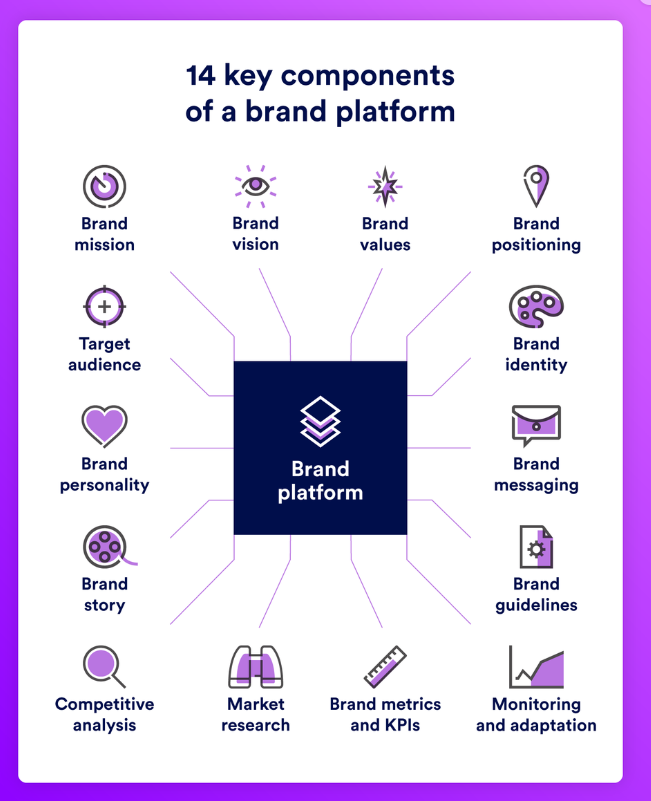 14 key components
of a brand platform
Brand
mission
Brand
vision
Brand
values
Brand
positioning
Target
audience
Brand
identity
Brand
personality
Brand
platform
Brand
messaging
Brand
story
Brand
guidelines
Competitive
analysis
Market
research
Brand metrics
and KPIs
Monitoring
and adaptation